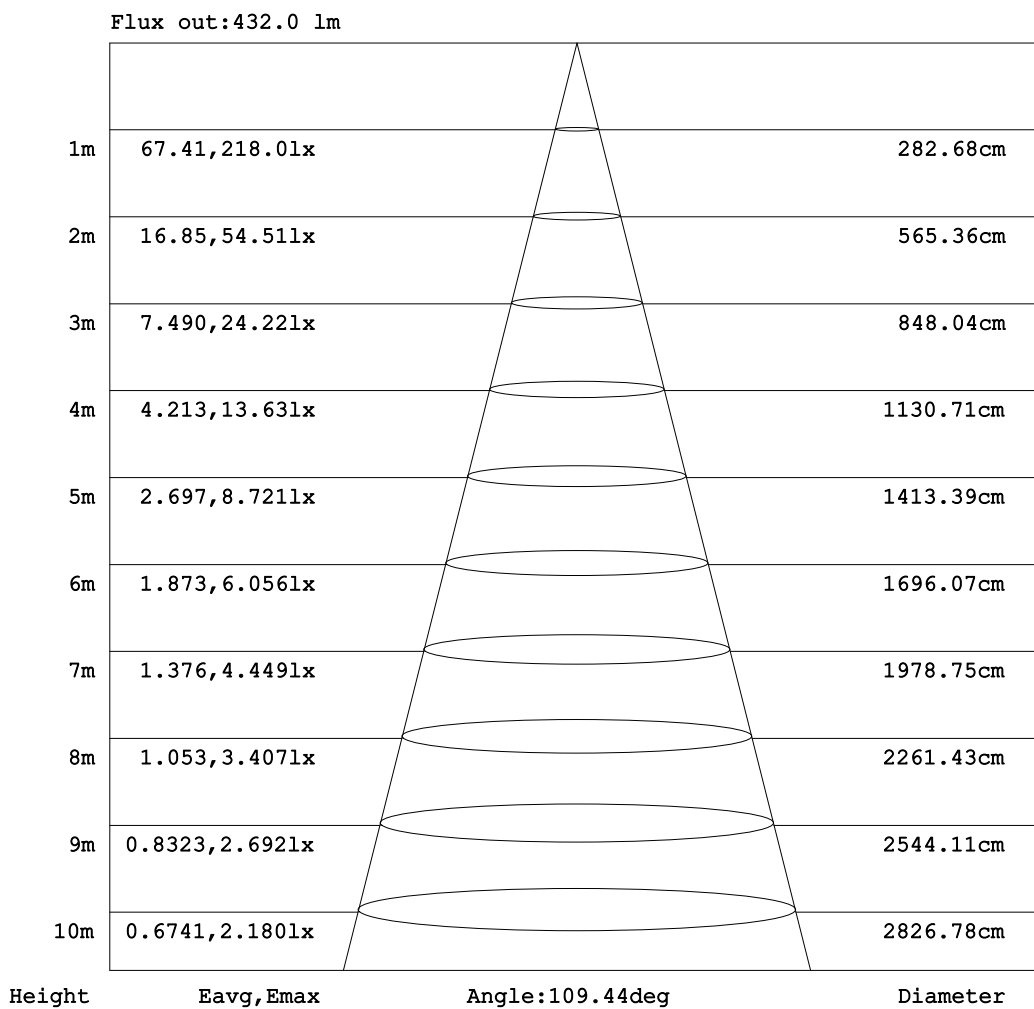 Flux out:432.0 lm
1m 67.41,218.0lx 282.68cm
2m 16.85,54.51lx 565.36cm
3m 7.490,24.22lx 848.04cm
4m 4.213,13.63lx 1130.71cm
5m 2.697,8.721lx 1413.39cm
6m 1.873,6.056lx 1696.07cm
7m 1.376,4.449lx 1978.75cm
8m 1.053,3.407lx 2261.43cm
9m 0.8323,2.692lx 2544.11cm
10m 0.6741,2.180lx 2826.78cm
Height Eavg,Emax Angle:109.44deg Diameter